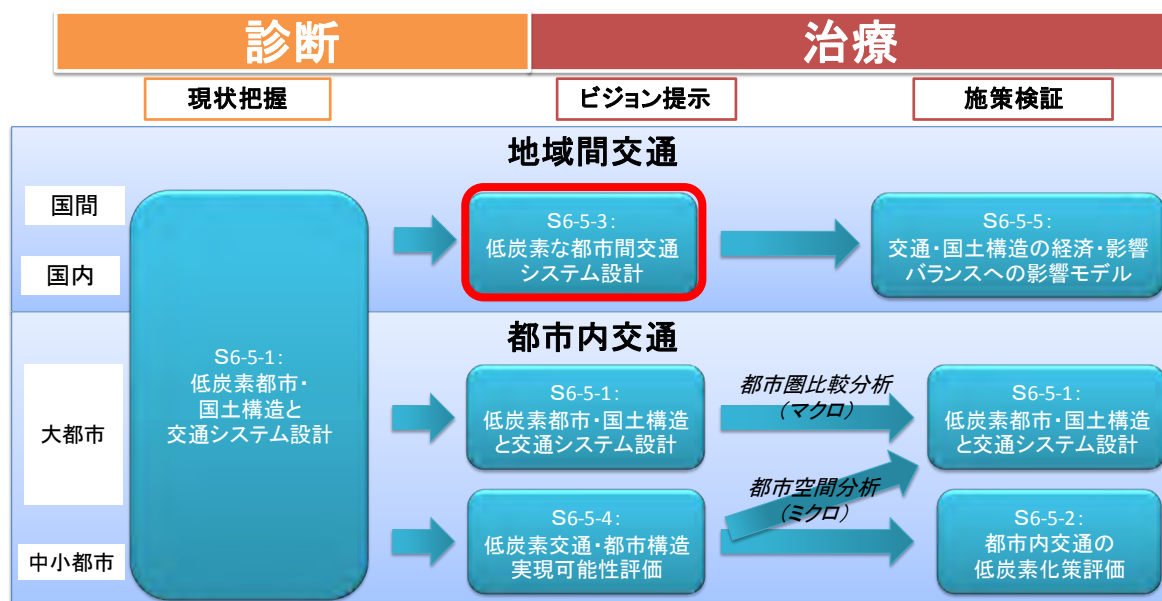 診断
治療
現状把握
ビジョン提示
施策検証
地域間交通
国間
国内
S6-5-3:
低炭素な都市間交通
システム設計
S6-5-5:
交通・国土構造の経済・影響
バランスへの影響モデル
都市内交通
大都市
中小都市
S6-5-1:
低炭素都市・
国土構造と
交通システム設計
S6-5-1:
低炭素都市・国土構造
と交通システム設計
都市圏比較分析
(マクロ)
S6-5-1:
低炭素都市・国土構造
と交通システム設計
S6-5-4:
低炭素交通・都市構造
実現可能性評価
都市空間分析
(ミクロ)
S6-5-2:
都市内交通の
低炭素化策評価